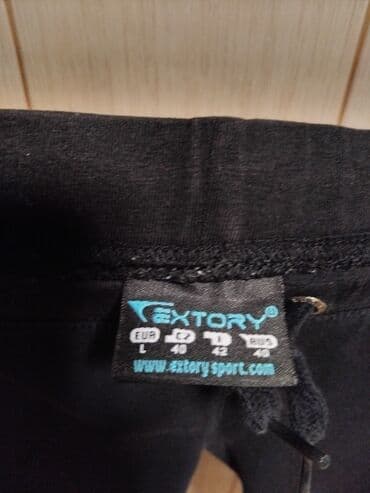 EXTORY®
EUR CZ I RUS
L 40 42 48
www.extorysport.com